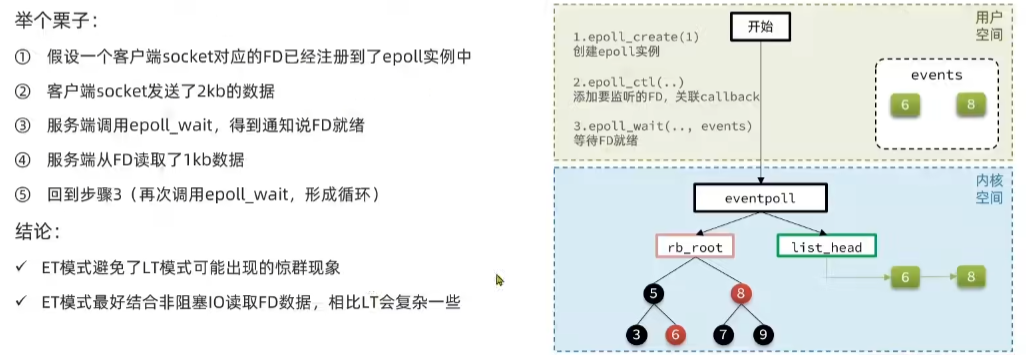 举个栗子：
① 假设一个客户端socket对应的FD已经注册到了epoll实例中
② 客户端socket发送了2kb的数据
③ 服务端调用epoll_wait，得到通知说FD就绪
④ 服务端从FD读取了1kb数据
⑤ 回到步骤3（再次调用epoll_wait，形成循环）
结论：
✓ ET模式避免了LT模式可能出现的惊群现象
✓ ET模式最好结合非阻塞IO读取FD数据，相比LT会复杂一些
开始
用户
空间
1.epoll_create(1)
创建epoll实例
2.epoll_ctl(..)
添加要监听的FD，关联callback
3.epoll_wait(.., events)
等待FD就绪
events
6 8
内核
空间
eventpoll
rb_root list_head
6 8
5 8
3 6 7 9